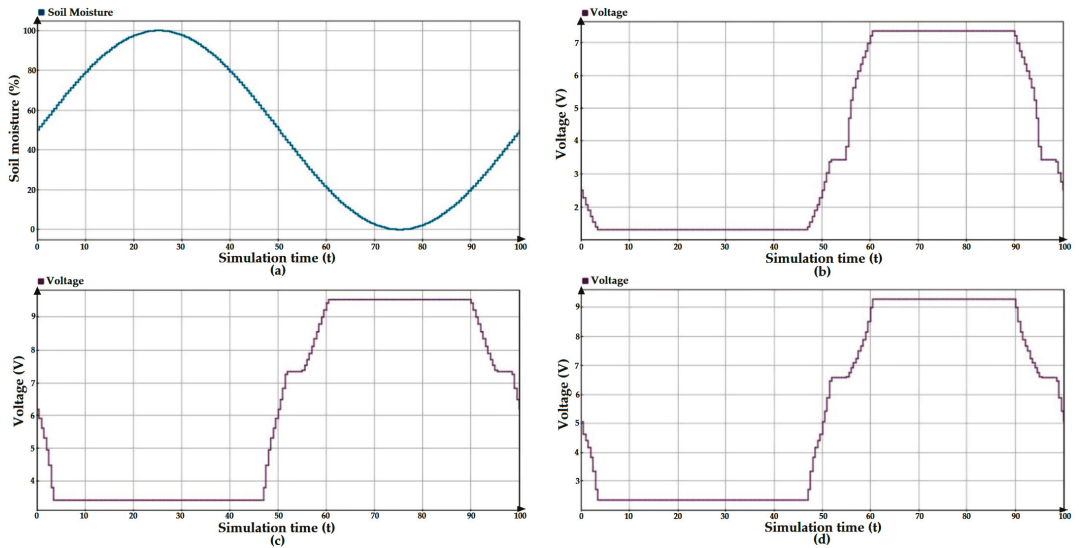 Soil Moisture
Soil moisture (%)
100
80
60
40
20
0
0 10 20 30 40 50 60 70 80 90 100
Simulation time (t)
(a)
Voltage
Voltage (V)
7
6
5
4
3
2
0 10 20 30 40 50 60 70 80 90 100
Simulation time (t)
(b)
Voltage
Voltage (V)
9
8
7
6
5
4
0 10 20 30 40 50 60 70 80 90 100
Simulation time (t)
(c)
Voltage
Voltage (V)
9
8
7
6
5
4
3
0 10 20 30 40 50 60 70 80 90 100
Simulation time (t)
(d)